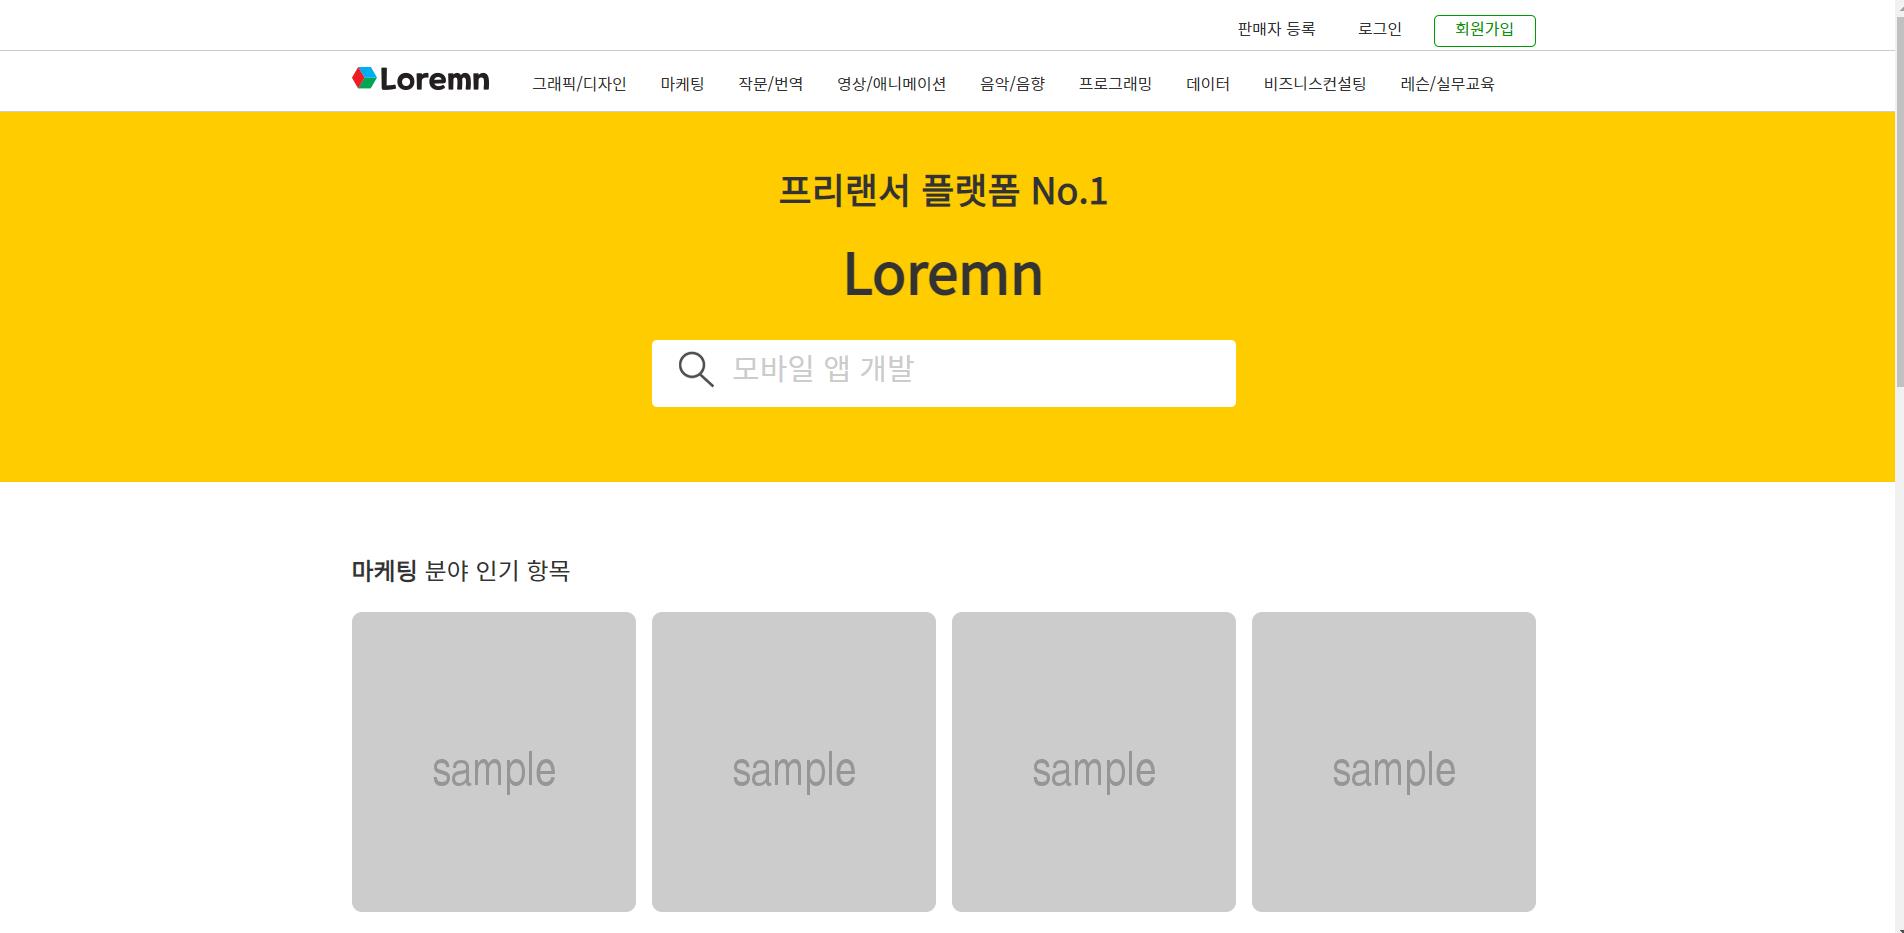 판매자 등록 로그인 회원가입
Loremn 그래픽/디자인 마케팅 작문/번역 영상/애니메이션 음악/음향 프로그래밍 데이터 비즈니스컨설팅 레슨/실무교육
프리랜서 플랫폼 No.1
Loremn
모바일 앱 개발
마케팅 분야 인기 항목
sample sample sample sample